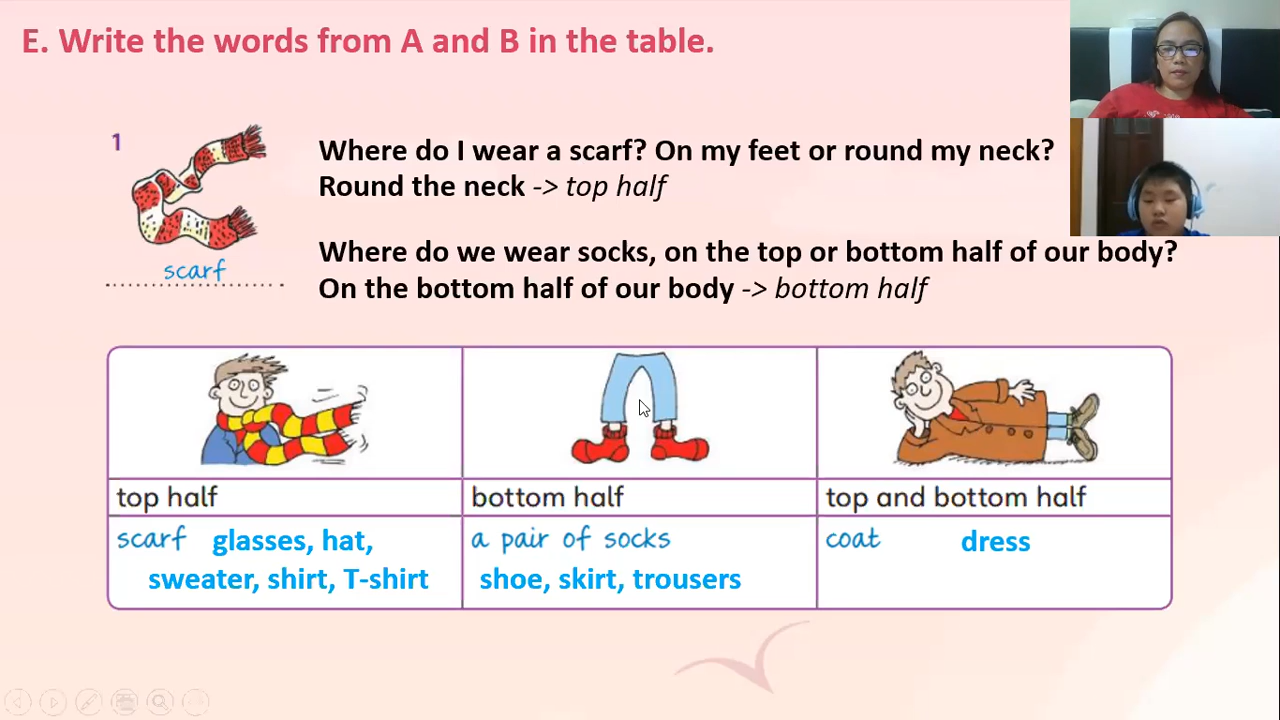 E. Write the words from A and B in the table.
1
Where do I wear a scarf? On my feet or round my neck?
Round the neck -> top half
Where do we wear socks, on the top or bottom half of our body?
On the bottom half of our body -> bottom half
scarf
top half
bottom half
top and bottom half
scarf glasses, hat,
sweater, shirt, T-shirt
a pair of socks
shoe, skirt, trousers
coat dress